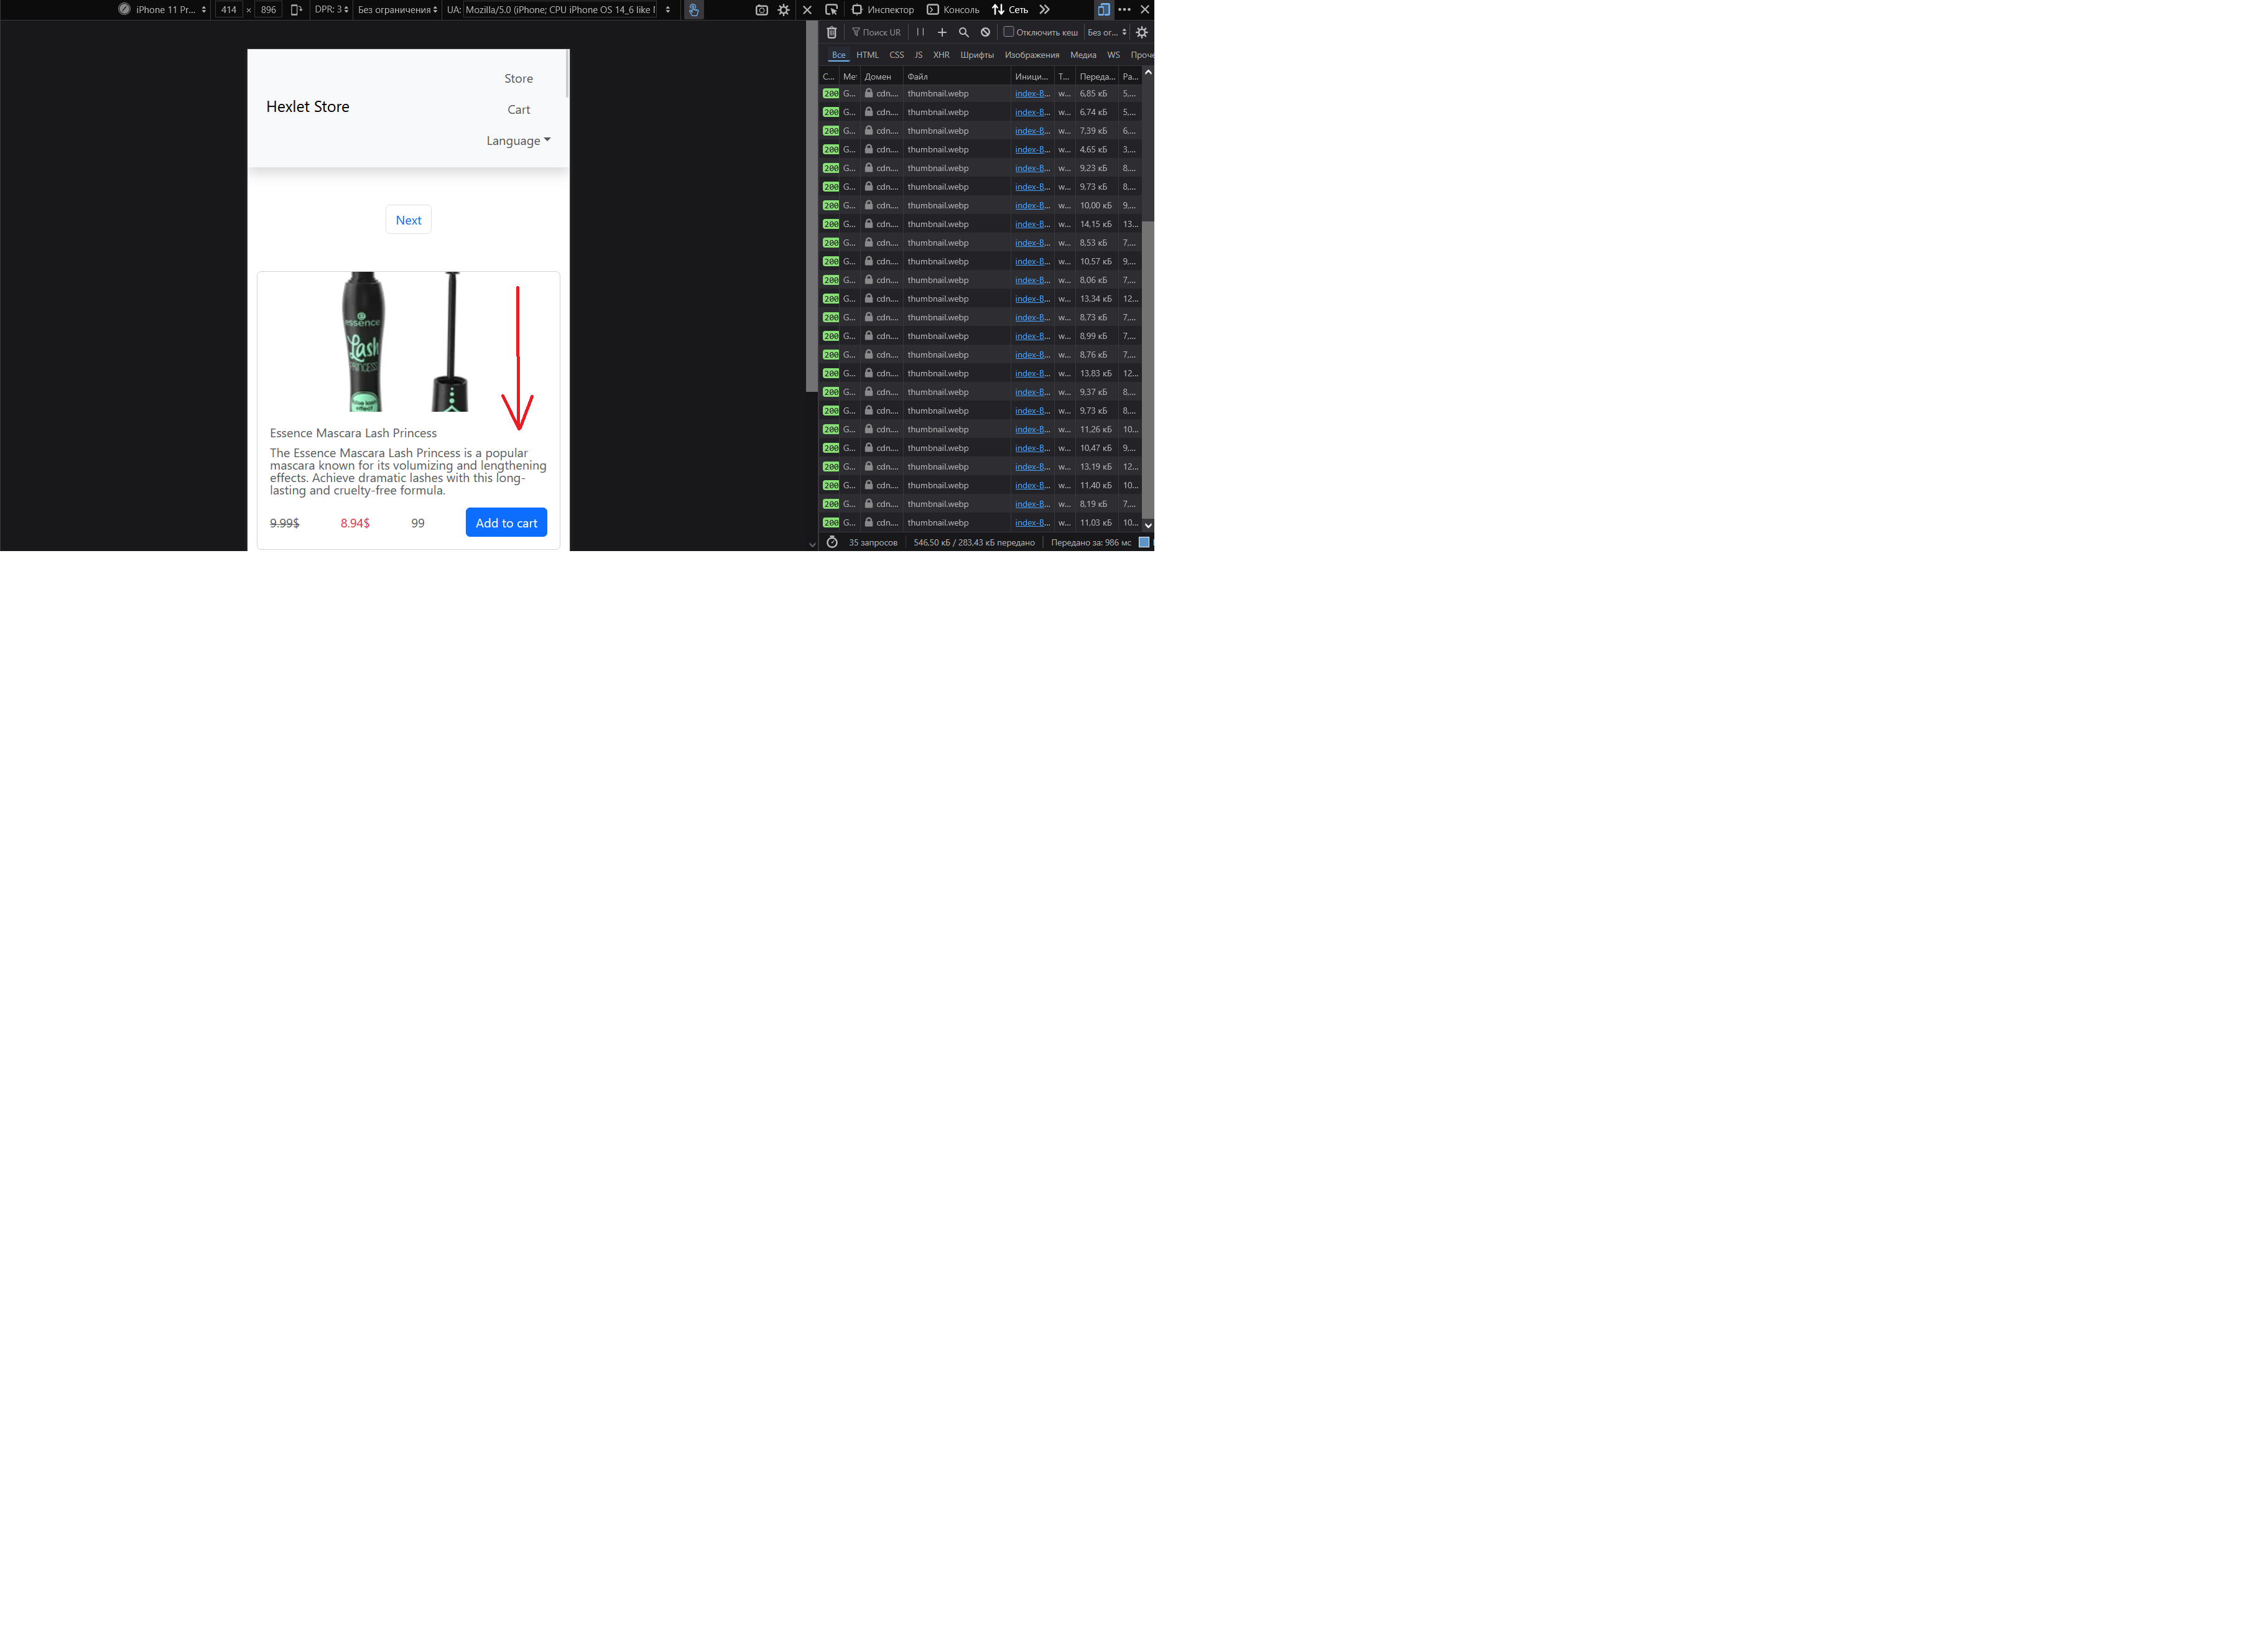 iPhone 11 Pr... 414 × 896 DPR: 3 Без ограничения UA: Mozilla/5.0 (iPhone; CPU iPhone OS 14_6 like
Инспектор Консоль Сеть
Поиск UR Отключить кеш Без ог...
Все HTML CSS JS XHR Шрифты Изображения Медиа WS Проче
С... Ме Домен Файл Иници... Т... Переда... Ра...
200 G... cdn.... thumbnail.webp index-B... w... 6,85 кБ 5,...
200 G... cdn.... thumbnail.webp index-B... w... 6,74 кБ 5,...
200 G... cdn.... thumbnail.webp index-B... w... 7,39 кБ 6,...
200 G... cdn.... thumbnail.webp index-B... w... 4,65 кБ 3,...
200 G... cdn.... thumbnail.webp index-B... w... 9,23 кБ 8,...
200 G... cdn.... thumbnail.webp index-B... w... 9,73 кБ 8,...
200 G... cdn.... thumbnail.webp index-B... w... 10,00 кБ 9,...
200 G... cdn.... thumbnail.webp index-B... w... 14,15 кБ 13...
200 G... cdn.... thumbnail.webp index-B... w... 8,53 кБ 7,...
200 G... cdn.... thumbnail.webp index-B... w... 10,57 кБ 9,...
200 G... cdn.... thumbnail.webp index-B... w... 8,06 кБ 7,...
200 G... cdn.... thumbnail.webp index-B... w... 13,34 кБ 12...
200 G... cdn.... thumbnail.webp index-B... w... 8,73 кБ 7,...
200 G... cdn.... thumbnail.webp index-B... w... 8,99 кБ 7,...
200 G... cdn.... thumbnail.webp index-B... w... 8,76 кБ 7,...
200 G... cdn.... thumbnail.webp index-B... w... 13,83 кБ 12...
200 G... cdn.... thumbnail.webp index-B... w... 9,37 кБ 8,...
200 G... cdn.... thumbnail.webp index-B... w... 9,73 кБ 8,...
200 G... cdn.... thumbnail.webp index-B... w... 11,26 кБ 10...
200 G... cdn.... thumbnail.webp index-B... w... 10,47 кБ 9,...
200 G... cdn.... thumbnail.webp index-B... w... 13,19 кБ 12...
200 G... cdn.... thumbnail.webp index-B... w... 11,40 кБ 10...
200 G... cdn.... thumbnail.webp index-B... w... 8,19 кБ 7,...
200 G... cdn.... thumbnail.webp index-B... w... 11,03 кБ 10...
35 запросов 546,50 кБ / 283,43 кБ передано Передано за: 986 мс
Hexlet Store
Store
Cart
Language
Next
essence
Lash
PRINCESS
Essence Mascara Lash Princess
The Essence Mascara Lash Princess is a popular
mascara known for its volumizing and lengthening
effects. Achieve dramatic lashes with this long-
lasting and cruelty-free formula.
9.99$ 8.94$ 99 Add to cart